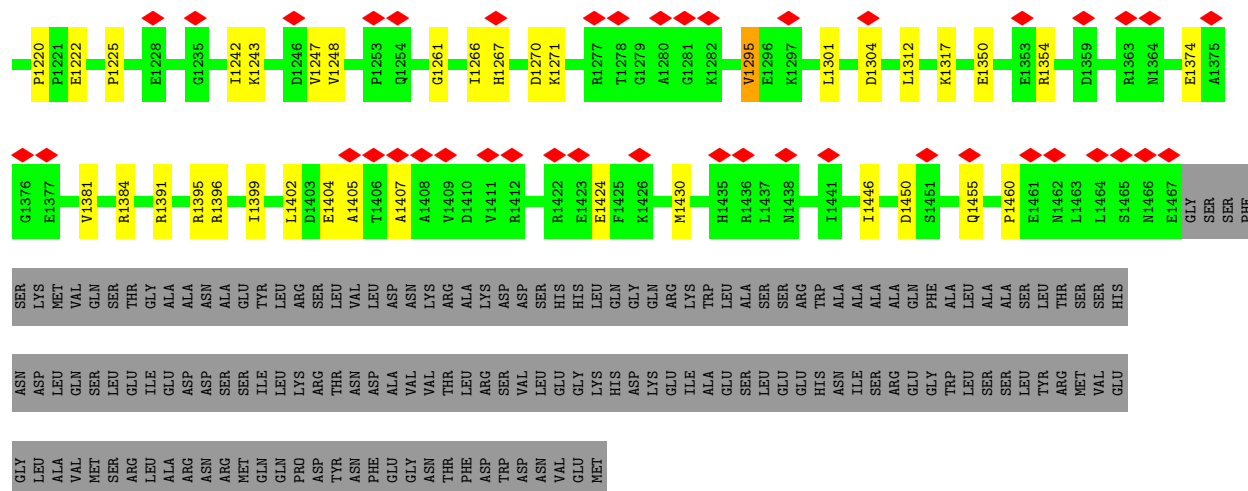 P1220 P1221 E1222 P1225 E1228 G1235 I1242 K1243 D1246 V1247 V1248 P1253 Q1254 G1261 I1266 H1267 D1270 K1271 R1277 T1278 G1279 A1280 G1281 K1282 V1295 E1296 K1297 L1301 D1304 L1312 K1317 E1350 E1353 R1354 D1359 R1363 N1364 E1374 A1375
G1376 E1377 V1381 R1384 R1391 R1395 R1396 I1399 L1402 D1403 E1404 A1405 T1406 A1407 A1408 V1409 D1410 V1411 R1412 R1422 E1423 E1424 F1425 K1426 M1430 H1435 R1436 L1437 N1438 I1441 I1446 D1450 S1451 Q1455 P1460 E1461 N1462 L1463 L1464 S1465 N1466 E1467 GLY SER SER PHE
SER LYS MET VAL GLN SER THR GLY ALA ALA ASN ALA GLU TYR LEU ARG SER LEU VAL LEU ASP ASN LYS ARG ALA LYS ASP ASP SER HIS HIS LEU GLN GLY GLN ARG LYS TRP LEU ALA SER SER ARG TRP ALA ALA ALA ALA GLN PHE ALA LEU ALA ALA SER LEU THR SER SER HIS
ASN ASP LEU GLN SER LEU GLU ILE GLU ASP ASP SER SER ILE LEU LYS ARG THR ASN ASP ALA VAL VAL THR LEU ARG SER VAL LEU GLU GLY LYS HIS ASP LYS GLU ILE ALA GLU SER LEU GLU GLU HIS ASN ILE SER ARG GLU GLY TRP LEU SER SER LEU TYR ARG MET VAL GLU
GLY LEU ALA VAL MET SER ARG LEU ALA ARG ASN ARG MET GLN GLN PRO ASP TYR ASN PHE GLU GLY ASN THR PHE ASP TRP ASP ASN VAL GLU MET